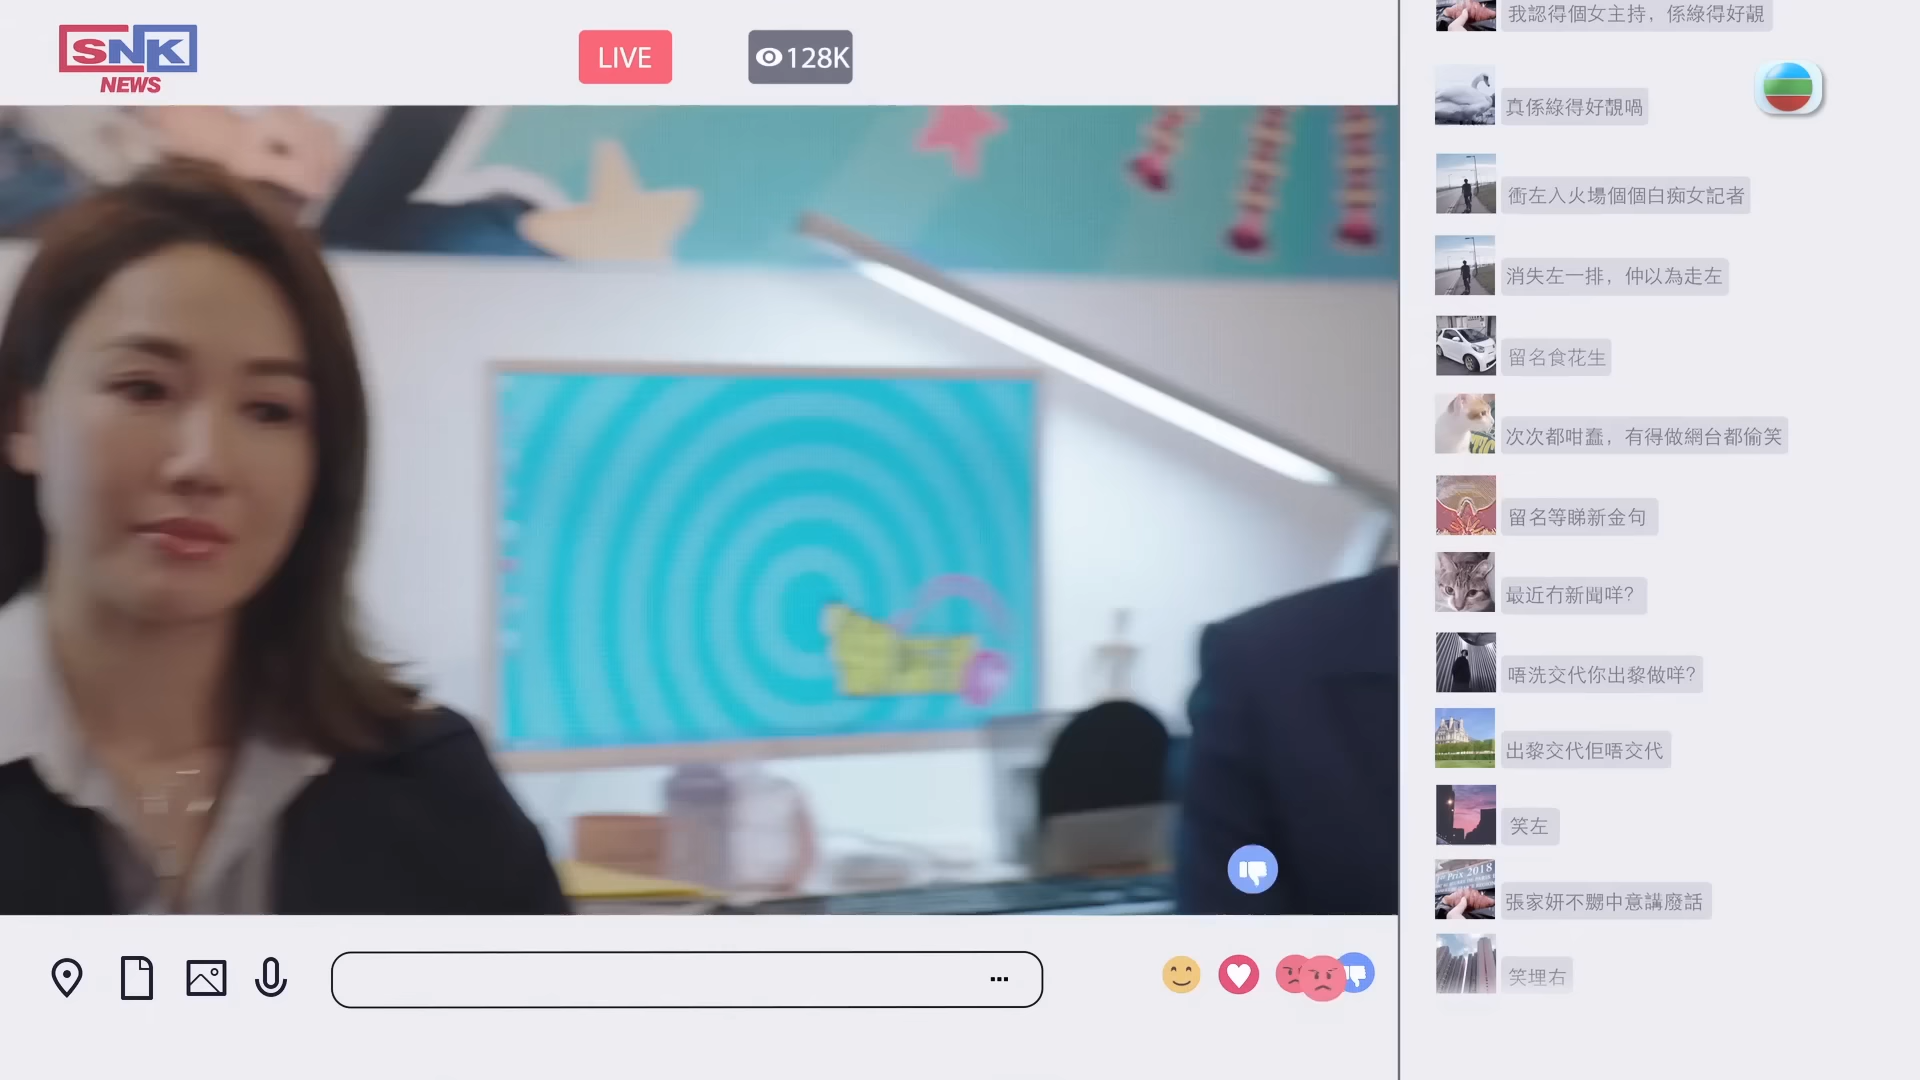 SNK
NEWS
LIVE
128K
我認得個女主持，係綠得好靚
真係綠得好靚喎
衝左入火場個個白痴女記者
消失左一排，仲以為走左
留名食花生
次次都咁蠢，有得做網台都偷笑
留名等睇新金句
最近冇新聞咩?
唔洗交代你出黎做咩?
出黎交代佢唔交代
笑左
Prix 2018
張家妍不嬲中意講廢話
笑埋右